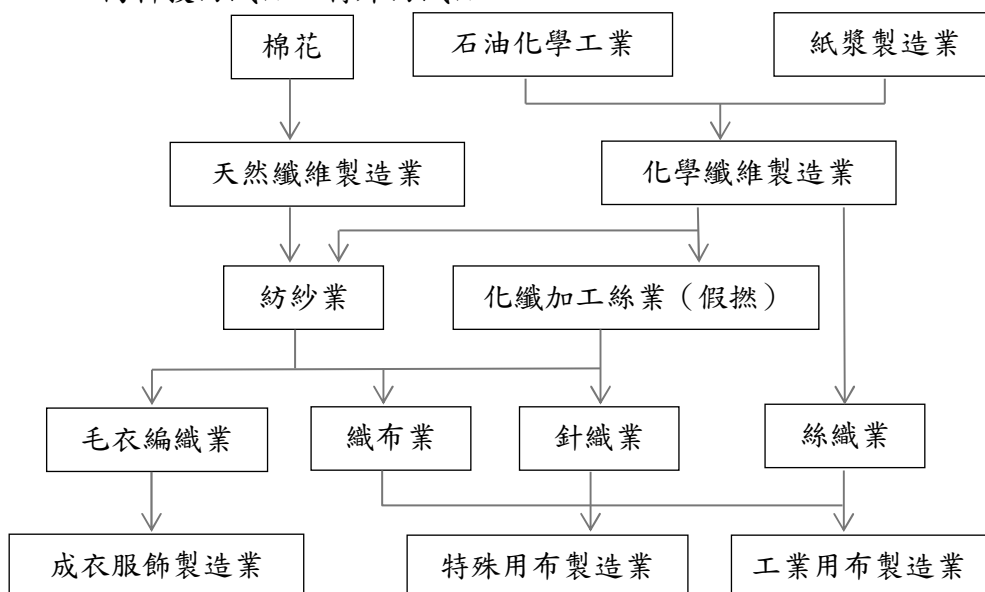 棉花
石油化學工業
紙漿製造業
天然纖維製造業
化學纖維製造業
紡紗業
化纖加工絲業（假撚）
毛衣編織業
織布業
針織業
絲織業
成衣服飾製造業
特殊用布製造業
工業用布製造業